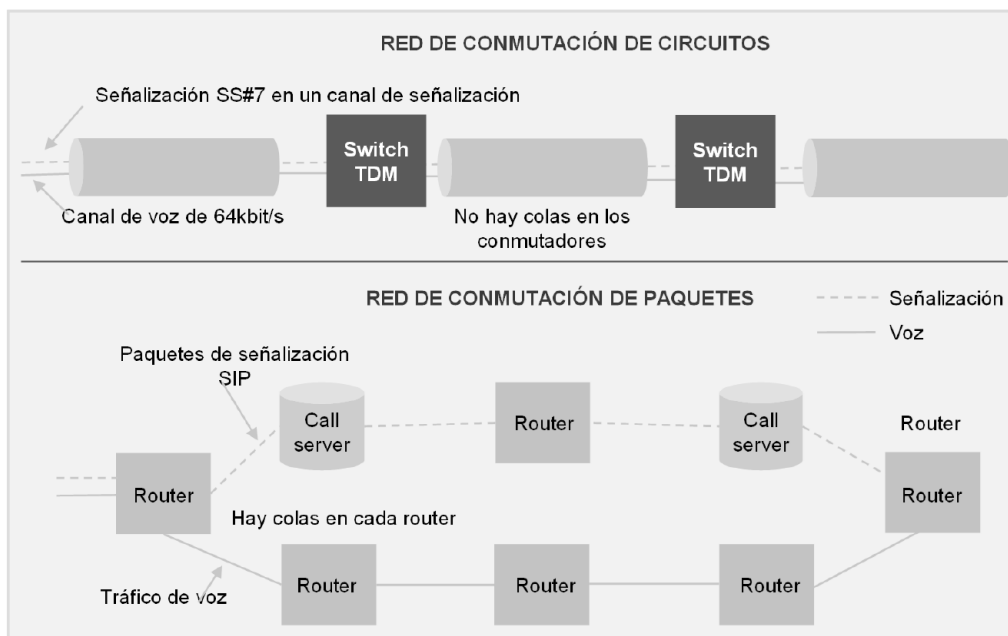 RED DE CONMUTACIÓN DE CIRCUITOS
Señalización SS#7 en un canal de señalización
Switch
TDM
Switch
TDM
Canal de voz de 64kbit/s
No hay colas en los
conmutadores
RED DE CONMUTACIÓN DE PAQUETES
Señalización
Voz
Paquetes de señalización
SIP
Call
server
Router
Call
server
Router
Router
Router
Hay colas en cada router
Router
Router
Router
Tráfico de voz